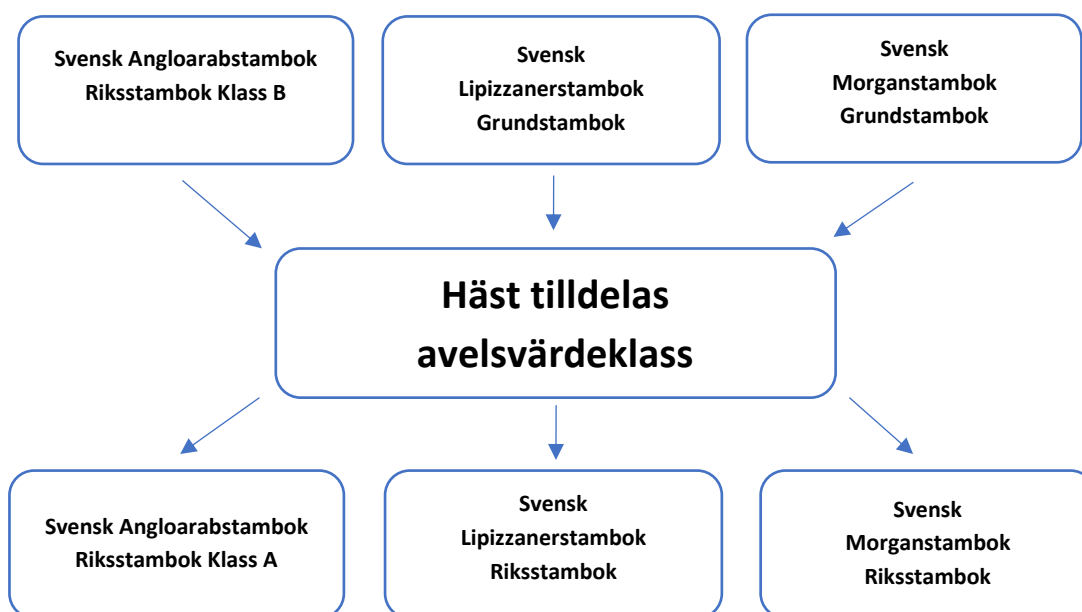 Svensk Angloarabstambok
Riksstambok Klass B
Svensk
Lipizzanerstambok
Grundstambok
Svensk
Morganstambok
Grundstambok
Häst tilldelas
avelsvärdeklass
Svensk Angloarabstambok
Riksstambok Klass A
Svensk
Lipizzanerstambok
Riksstambok
Svensk
Morganstambok
Riksstambok